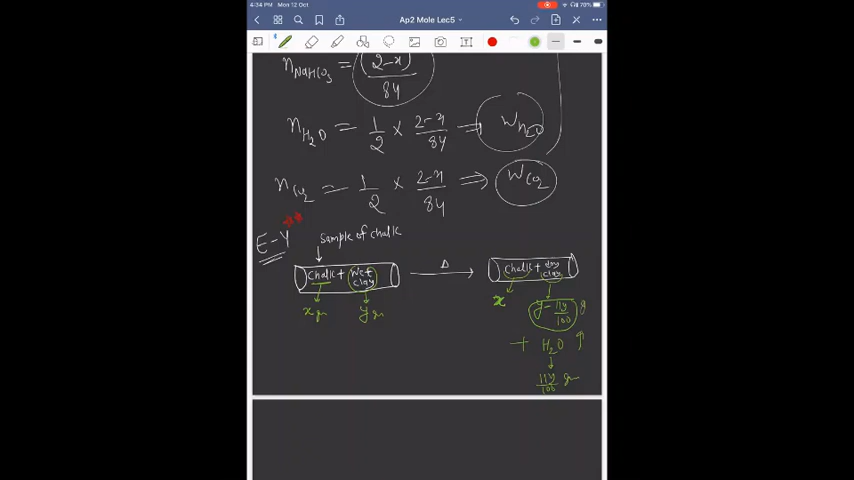 4:34 PM Mon 12 Oct
70%
Ap2 Mole Lec5
n NaHCO3 = (2-x)/84
n H2O = 1/2 × 2-x/84 ⇒ W H2O
n CO2 = 1/2 × 2-x/84 ⇒ W CO2
E-Y **
Sample of chalk
Chalk + Wet clay
Δ
Chalk + dry clay
x gm
y gm
x
y - 11y/100 g
+ H2O ↑
11y/100 gm